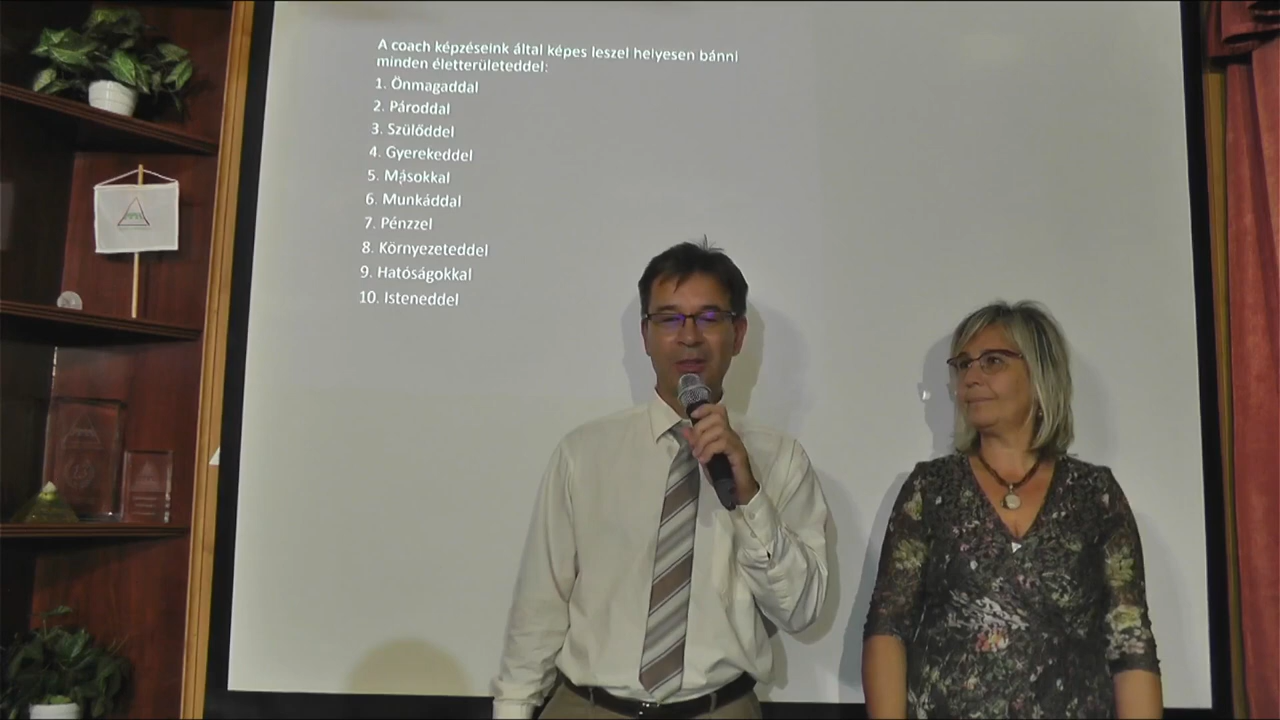 A coach képzéseink által képes leszel helyesen bánni
minden életterületeddel:
1. Önmagaddal
2. Pároddal
3. Szülőddel
4. Gyerekeddel
5. Másokkal
6. Munkáddal
7. Pénzzel
8. Környezeteddel
9. Hatóságokkal
10. Isteneddel